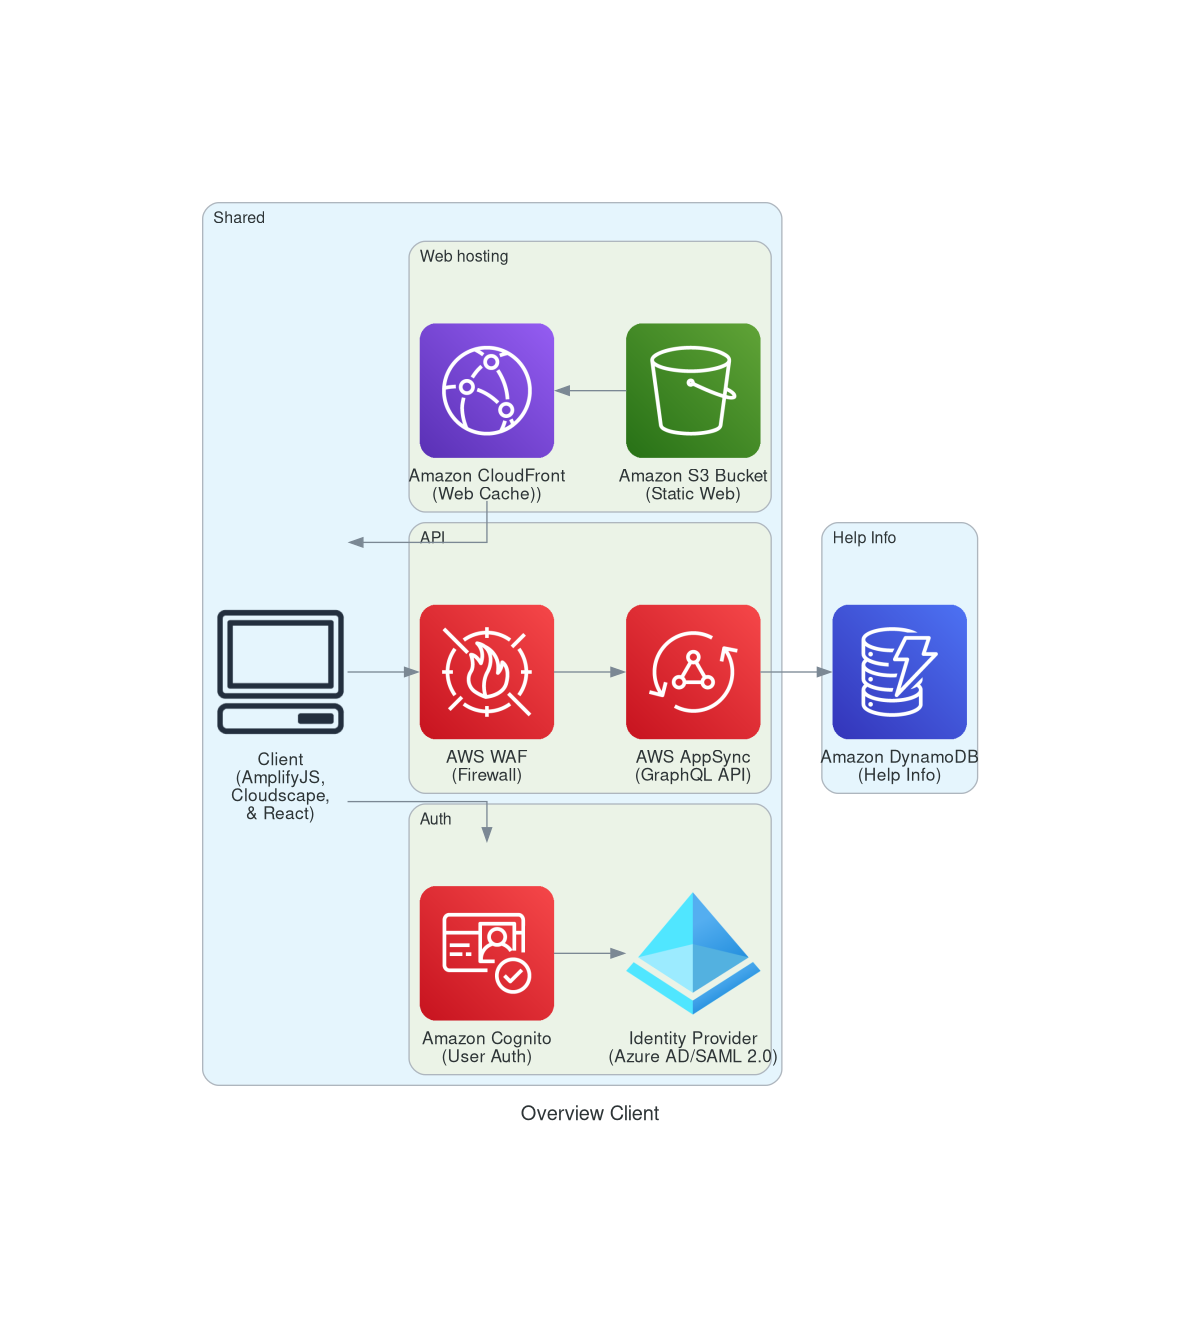 Shared
Web hosting
Amazon CloudFront
(Web Cache))
Amazon S3 Bucket
(Static Web)
API
Help Info
Client
(AmplifyJS,
Cloudscape,
& React)
AWS WAF
(Firewall)
AWS AppSync
(GraphQL API)
Amazon DynamoDB
(Help Info)
Auth
Amazon Cognito
(User Auth)
Identity Provider
(Azure AD/SAML 2.0)
Overview Client